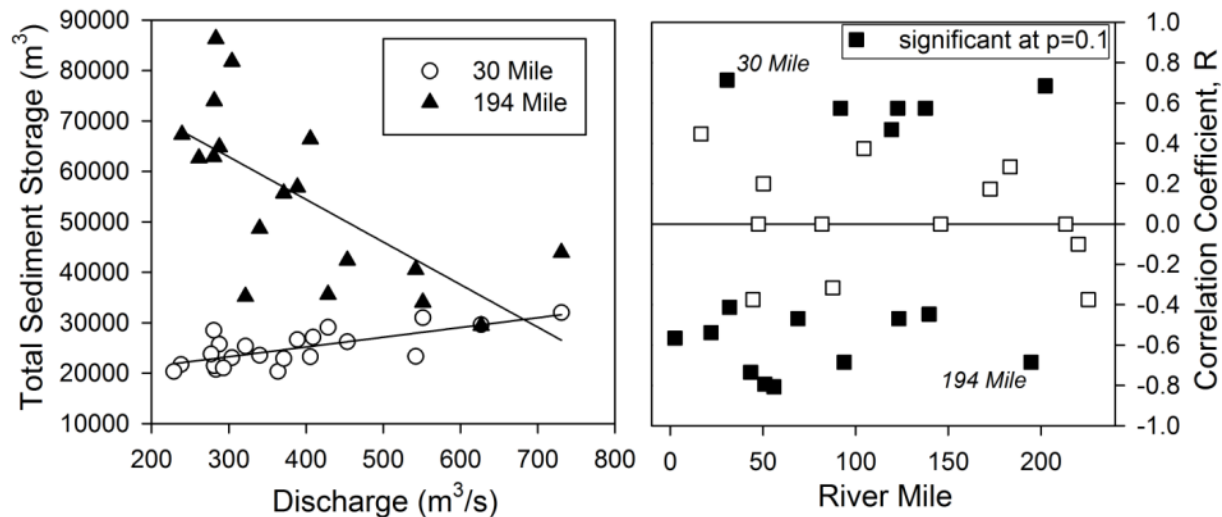 90000
80000
70000
60000
50000
40000
30000
20000
10000
Total Sediment Storage (m³)
30 Mile
194 Mile
200 300 400 500 600 700 800
Discharge (m³/s)
significant at p=0.1
30 Mile
194 Mile
1.0
0.8
0.6
0.4
0.2
0.0
-0.2
-0.4
-0.6
-0.8
-1.0
Correlation Coefficient, R
0 50 100 150 200
River Mile